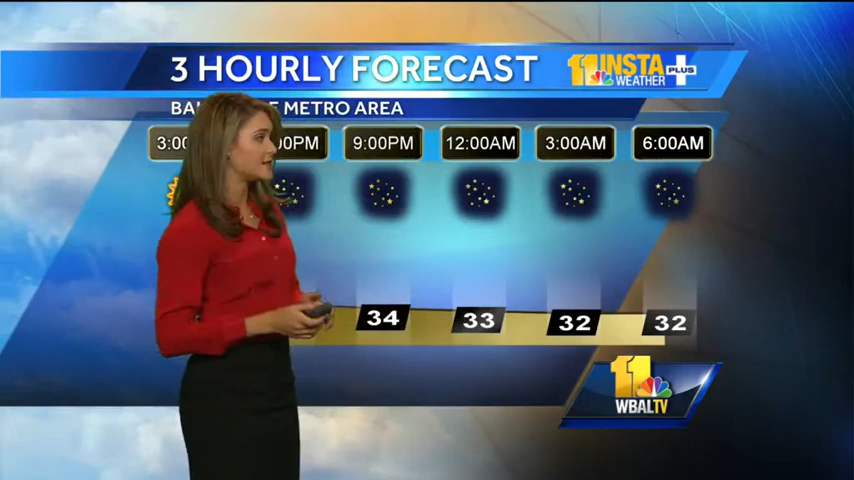 3 HOURLY FORECAST
11 INSTA
WEATHER PLUS
METRO AREA
9:00PM 12:00AM 3:00AM 6:00AM
34 33 32 32
11
WBALTV